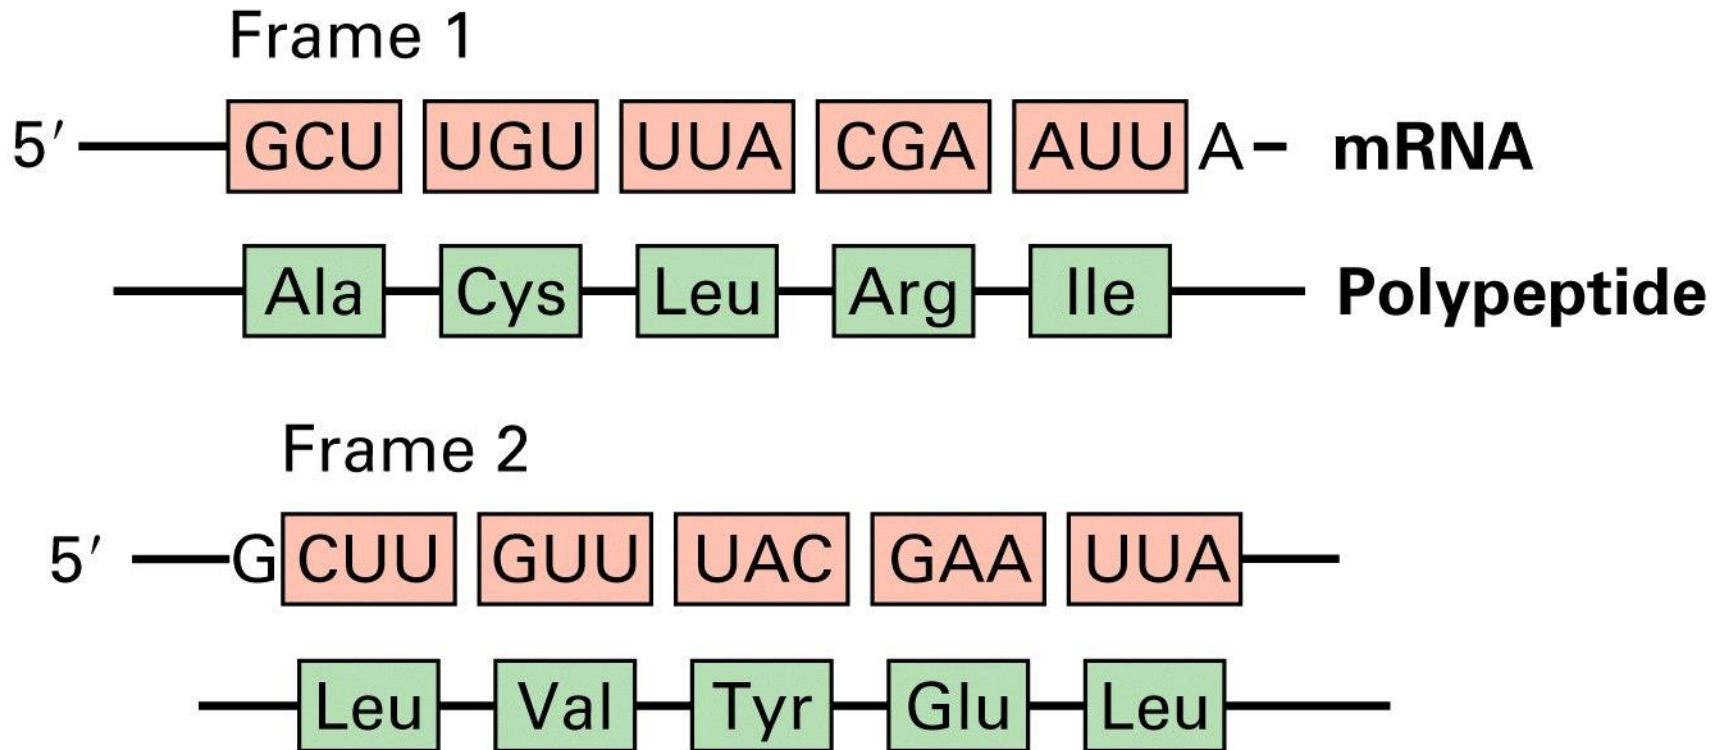 Frame 1
5′ GCU UGU UUA CGA AUU A mRNA
Ala Cys Leu Arg Ile Polypeptide
Frame 2
5′ G CUU GUU UAC GAA UUA
Leu Val Tyr Glu Leu